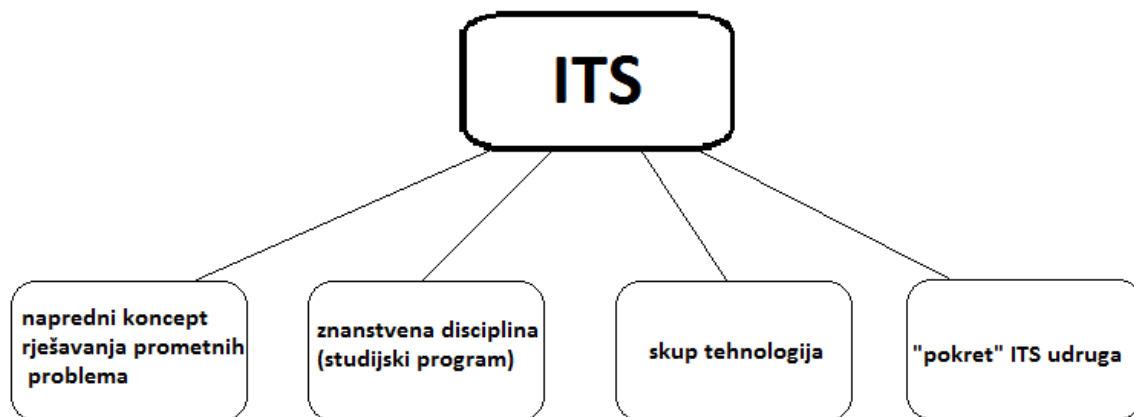 ITS
napredni koncept
rješavanja prometnih
problema
znanstvena disciplina
(studijski program)
skup tehnologija
"pokret" ITS udruga